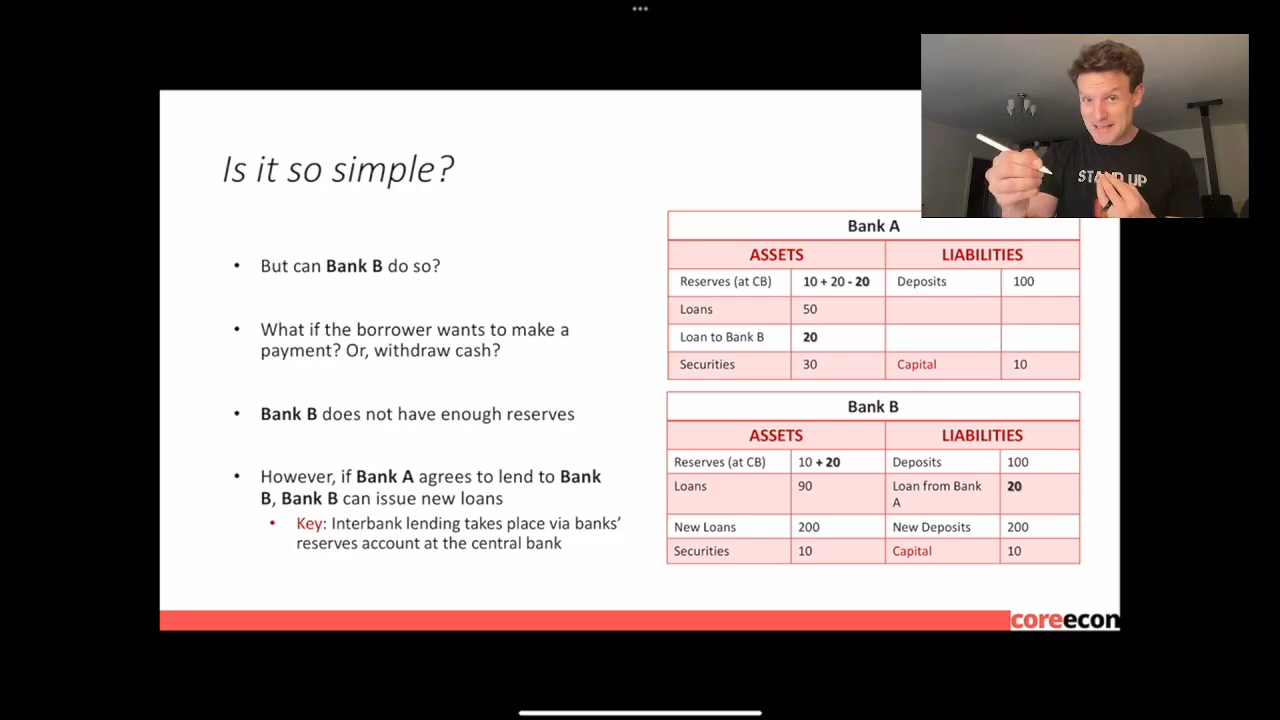 STAND UP
Is it so simple?
• But can Bank B do so?
• What if the borrower wants to make a
payment? Or, withdraw cash?
• Bank B does not have enough reserves
• However, if Bank A agrees to lend to Bank
B, Bank B can issue new loans
• Key: Interbank lending takes place via banks’
reserves account at the central bank
Bank A
ASSETS LIABILITIES
Reserves (at CB) 10 + 20 - 20 Deposits 100
Loans 50
Loan to Bank B 20
Securities 30 Capital 10
Bank B
ASSETS LIABILITIES
Reserves (at CB) 10 + 20 Deposits 100
Loans 90 Loan from Bank 20
A
New Loans 200 New Deposits 200
Securities 10 Capital 10
coreecon